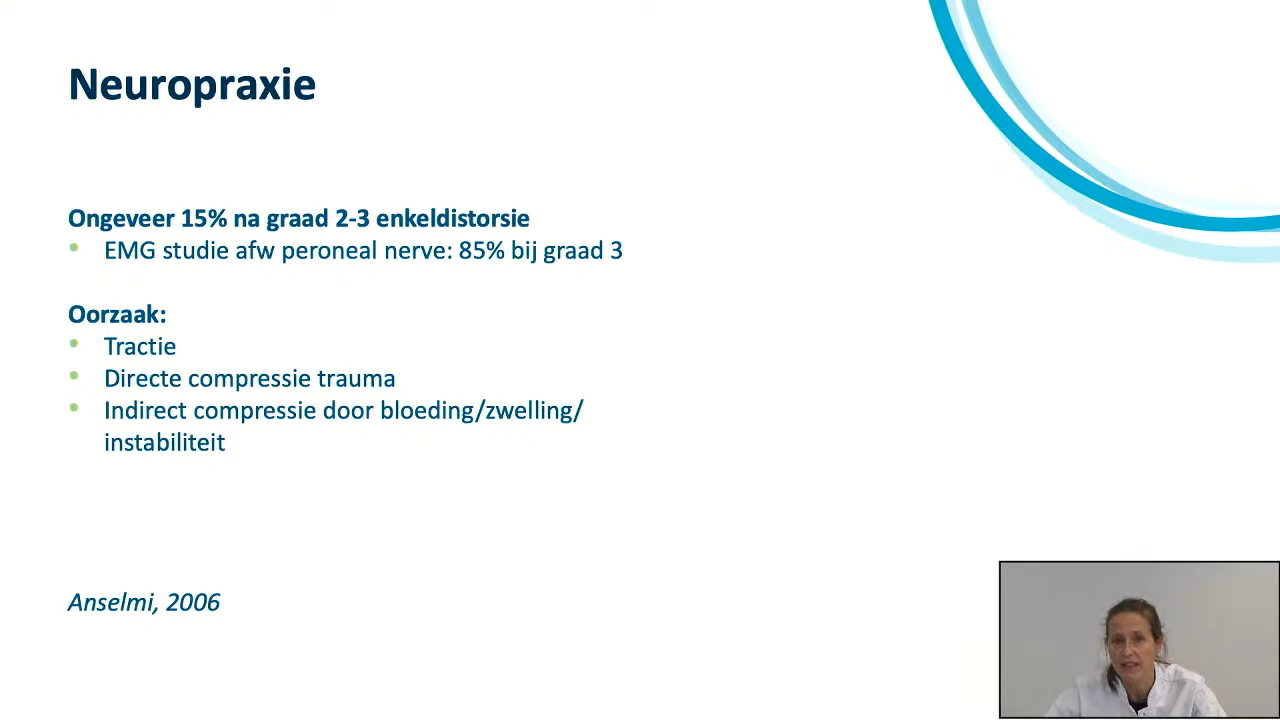 Neuropraxie
Ongeveer 15% na graad 2-3 enkeldistorsie
• EMG studie afw peroneal nerve: 85% bij graad 3
Oorzaak:
• Tractie
• Directe compressie trauma
• Indirect compressie door bloeding/zwelling/
instabiliteit
Anselmi, 2006